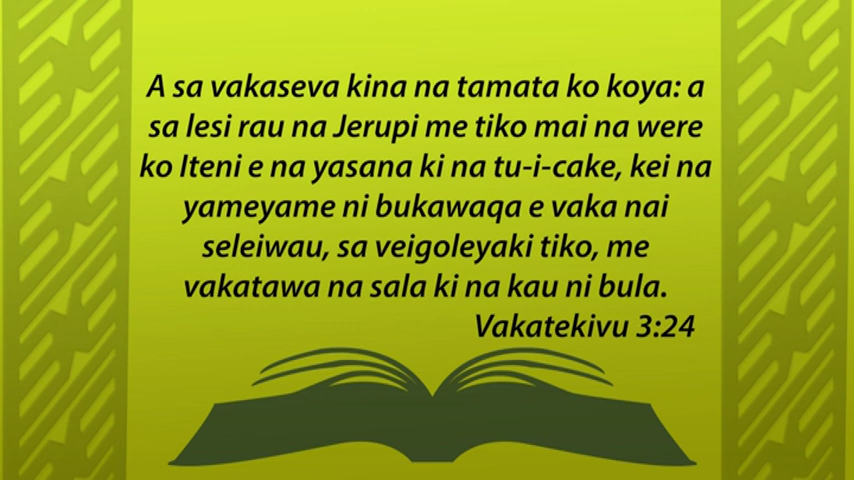 A sa vakaseva kina na tamata ko koya: a
sa lesi rau na Jerupi me tiko mai na were
ko Iteni e na yasana ki na tu-i-cake, kei na
yameyame ni bukawaqa e vaka nai
seleiwau, sa veigoleyaki tiko, me
vakatawa na sala ki na kau ni bula.
Vakatekivu 3:24